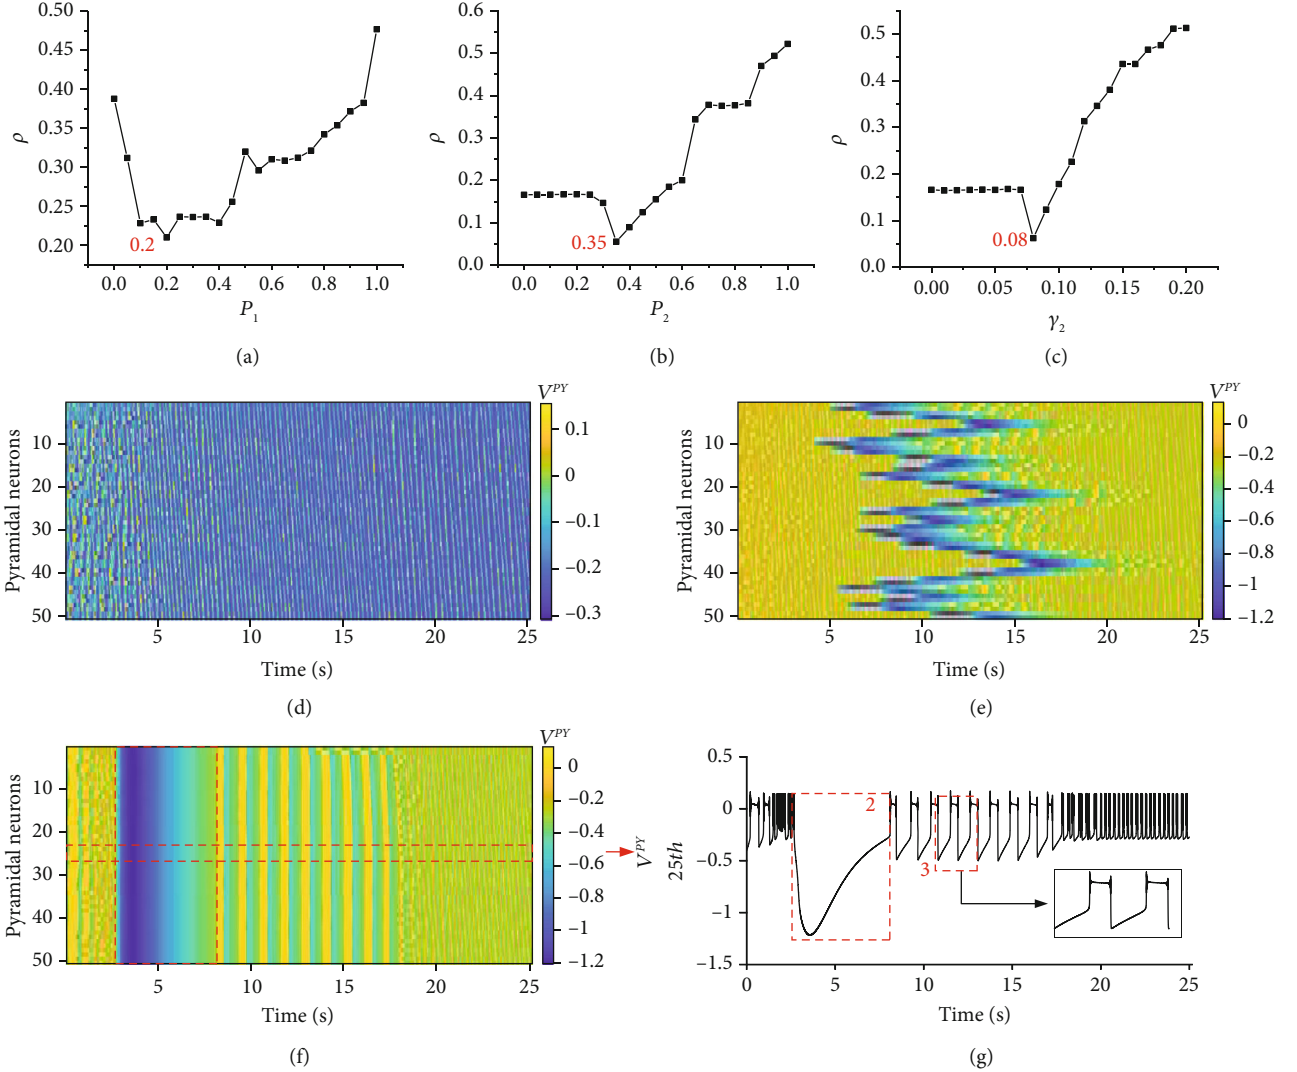 0.50
0.45
0.40
0.35
0.30
0.25
0.20
ρ
0.2
0.0 0.2 0.4 0.6 0.8 1.0
P1
(a)
0.6
0.5
0.4
0.3
0.2
0.1
0.0
ρ
0.35
0.0 0.2 0.4 0.6 0.8 1.0
P2
(b)
0.5
0.4
0.3
0.2
0.1
0.0
ρ
0.08
0.00 0.05 0.10 0.15 0.20
γ2
(c)
V^PY
0.1
0
−0.1
−0.2
−0.3
Pyramidal neurons
10
20
30
40
50
5 10 15 20 25
Time (s)
(d)
V^PY
0
−0.2
−0.4
−0.6
−0.8
−1
−1.2
Pyramidal neurons
10
20
30
40
50
5 10 15 20 25
Time (s)
(e)
V^PY
0
−0.2
−0.4
−0.6
−0.8
−1
−1.2
Pyramidal neurons
10
20
30
40
50
5 10 15 20 25
Time (s)
(f)
V^PY
25th
0.5
0
−0.5
−1
−1.5
2
3
0 5 10 15 20 25
Time (s)
(g)